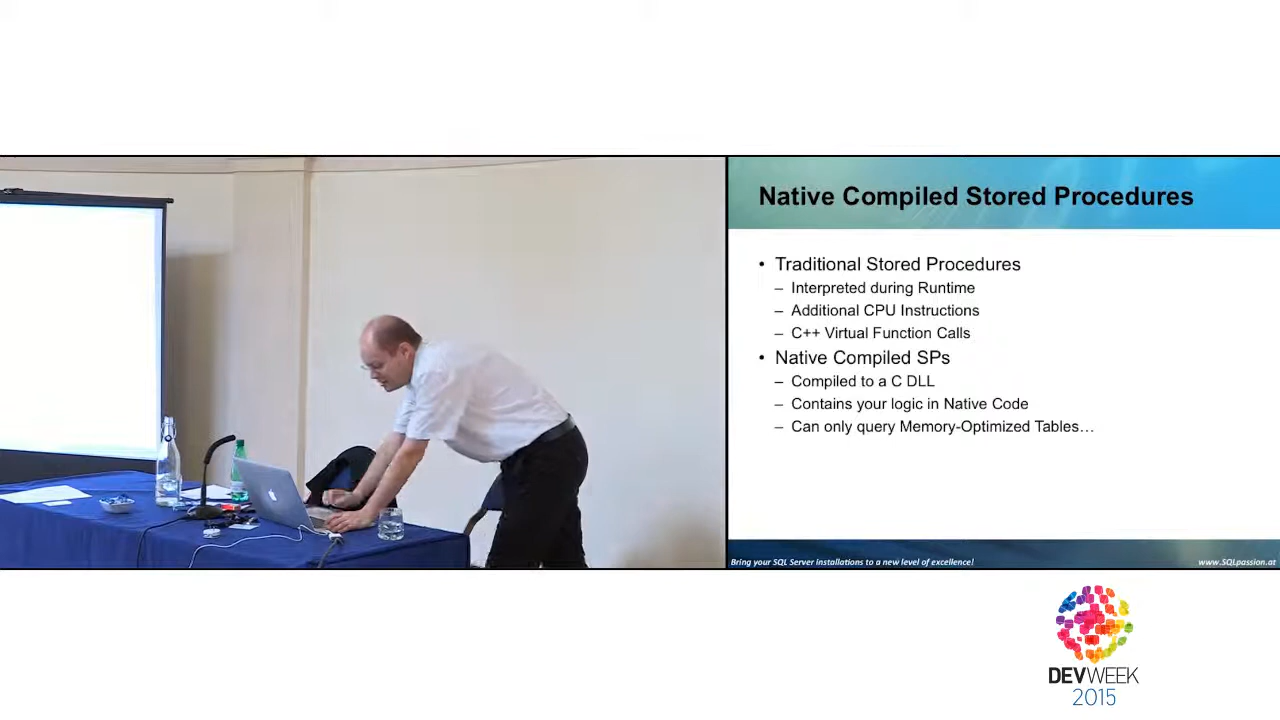 Native Compiled Stored Procedures
• Traditional Stored Procedures
– Interpreted during Runtime
– Additional CPU Instructions
– C++ Virtual Function Calls
• Native Compiled SPs
– Compiled to a C DLL
– Contains your logic in Native Code
– Can only query Memory-Optimized Tables…
Bring your SQL Server installations to a new level of excellence!
www.SQLpassion.at
DEVWEEK
2015